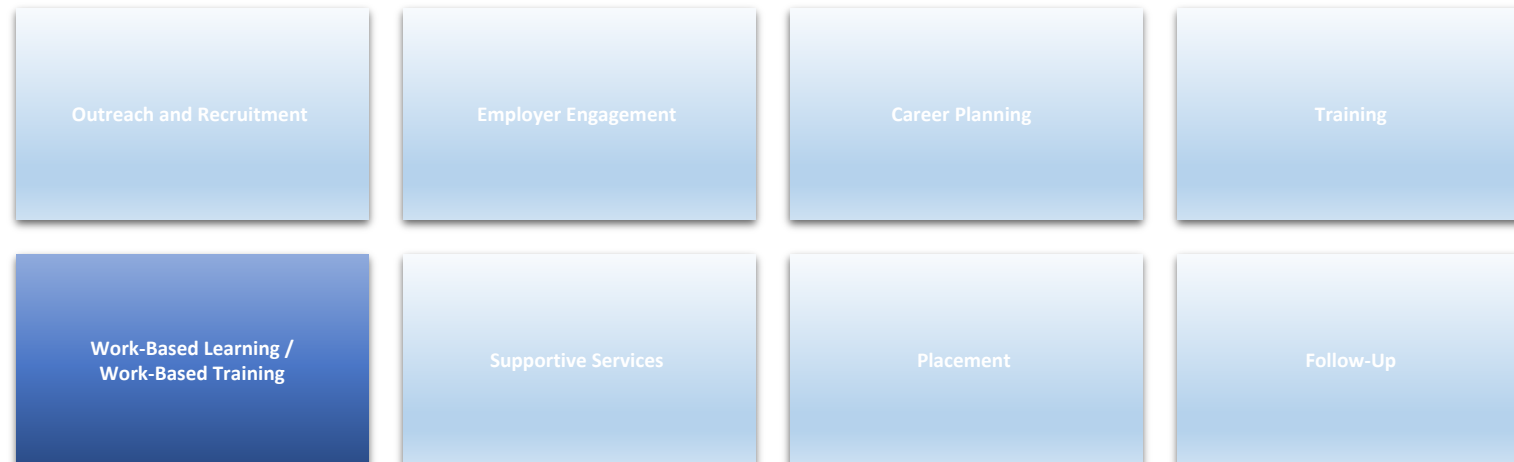 Outreach and Recruitment
Employer Engagement
Career Planning
Training
Work-Based Learning /
Work-Based Training
Supportive Services
Placement
Follow-Up